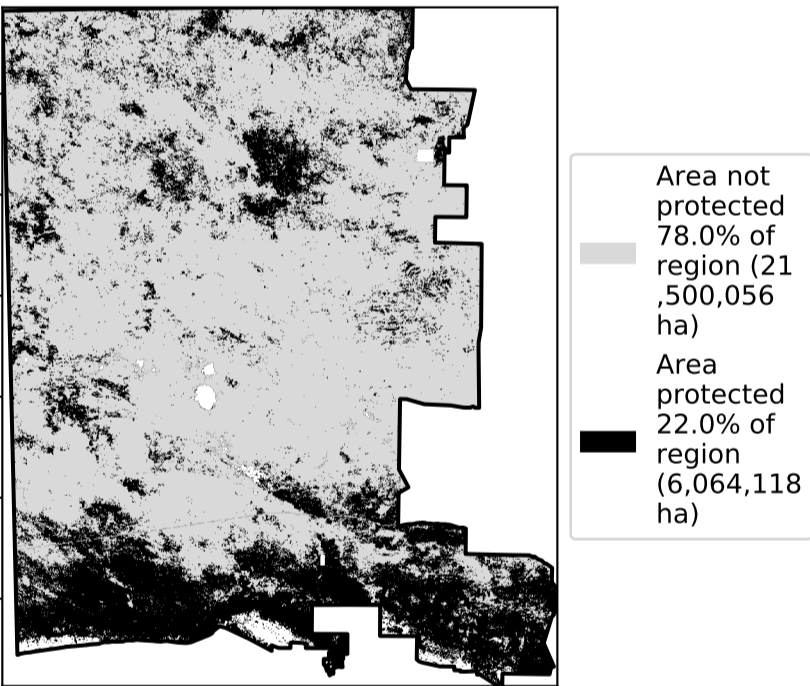 Area not
protected
78.0% of
region (21
,500,056
ha)
Area
protected
22.0% of
region
(6,064,118
ha)